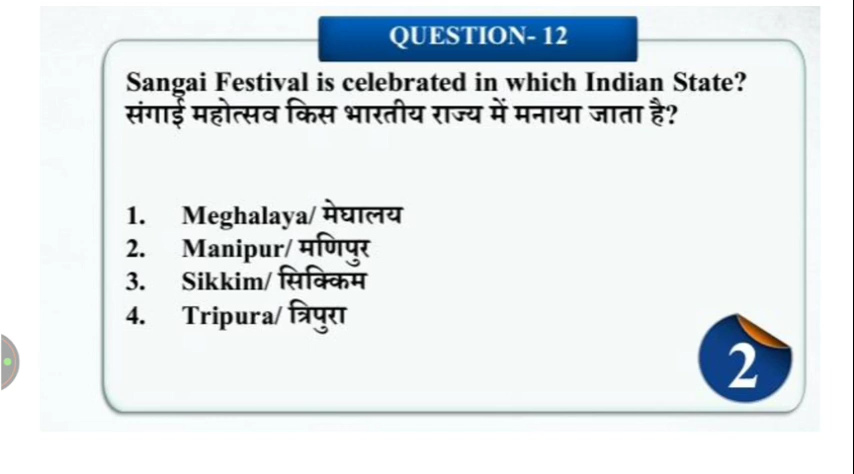 QUESTION- 12
Sangai Festival is celebrated in which Indian State?
संगाई महोत्सव किस भारतीय राज्य में मनाया जाता है?
1. Meghalaya/ मेघालय
2. Manipur/ मणिपुर
3. Sikkim/ सिक्किम
4. Tripura/ त्रिपुरा
2